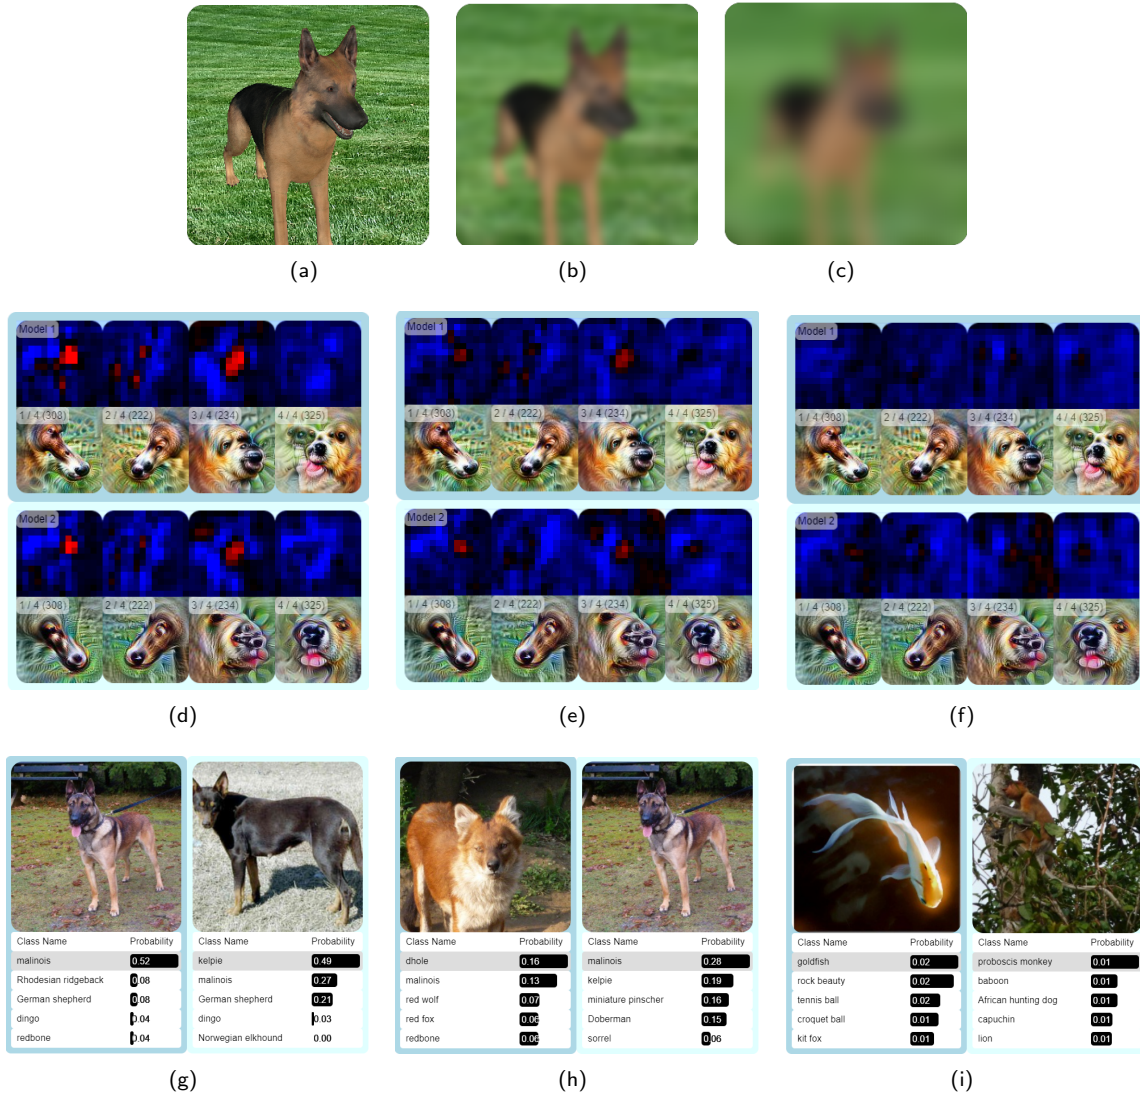 (a) (b) (c)
Model 1 Model 1 Model 1
1 / 4 (308) 2 / 4 (222) 3 / 4 (234) 4 / 4 (325) 1 / 4 (308) 2 / 4 (222) 3 / 4 (234) 4 / 4 (325) 1 / 4 (308) 2 / 4 (222) 3 / 4 (234) 4 / 4 (325)
Model 2 Model 2 Model 2
1 / 4 (308) 2 / 4 (222) 3 / 4 (234) 4 / 4 (325) 1 / 4 (308) 2 / 4 (222) 3 / 4 (234) 4 / 4 (325) 1 / 4 (308) 2 / 4 (222) 3 / 4 (234) 4 / 4 (325)
(d) (e) (f)
Class Name Probability Class Name Probability Class Name Probability Class Name Probability Class Name Probability Class Name Probability
malinois 0.52 kelpie 0.49 dhole 0.16 malinois 0.28 goldfish 0.02 proboscis monkey 0.01
Rhodesian ridgeback 0.08 malinois 0.27 malinois 0.13 kelpie 0.19 rock beauty 0.02 baboon 0.01
German shepherd 0.08 German shepherd 0.21 red wolf 0.07 miniature pinscher 0.16 tennis ball 0.02 African hunting dog 0.01
dingo 0.04 dingo 0.03 red fox 0.06 Doberman 0.15 croquet ball 0.01 capuchin 0.01
redbone 0.04 Norwegian elkhound 0.00 redbone 0.06 sorrel 0.06 kit fox 0.01 lion 0.01
(g) (h) (i)